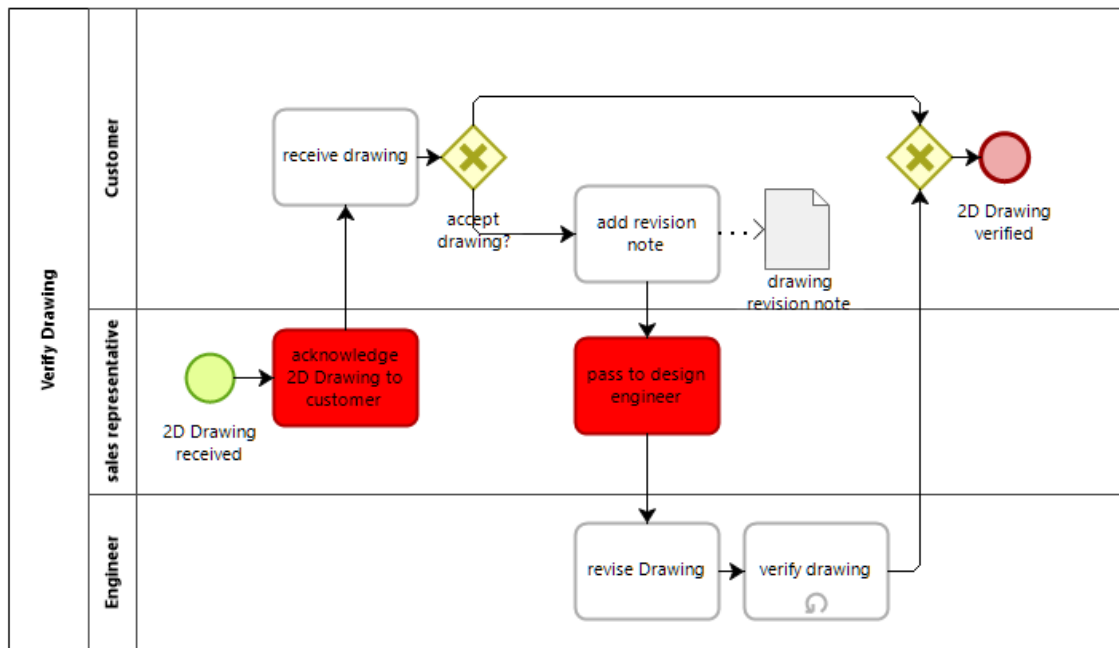 Verify Drawing
Customer
receive drawing
accept
drawing?
add revision
note
drawing
revision note
2D Drawing
verified
sales representative
2D Drawing
received
acknowledge
2D Drawing to
customer
pass to design
engineer
Engineer
revise Drawing
verify drawing